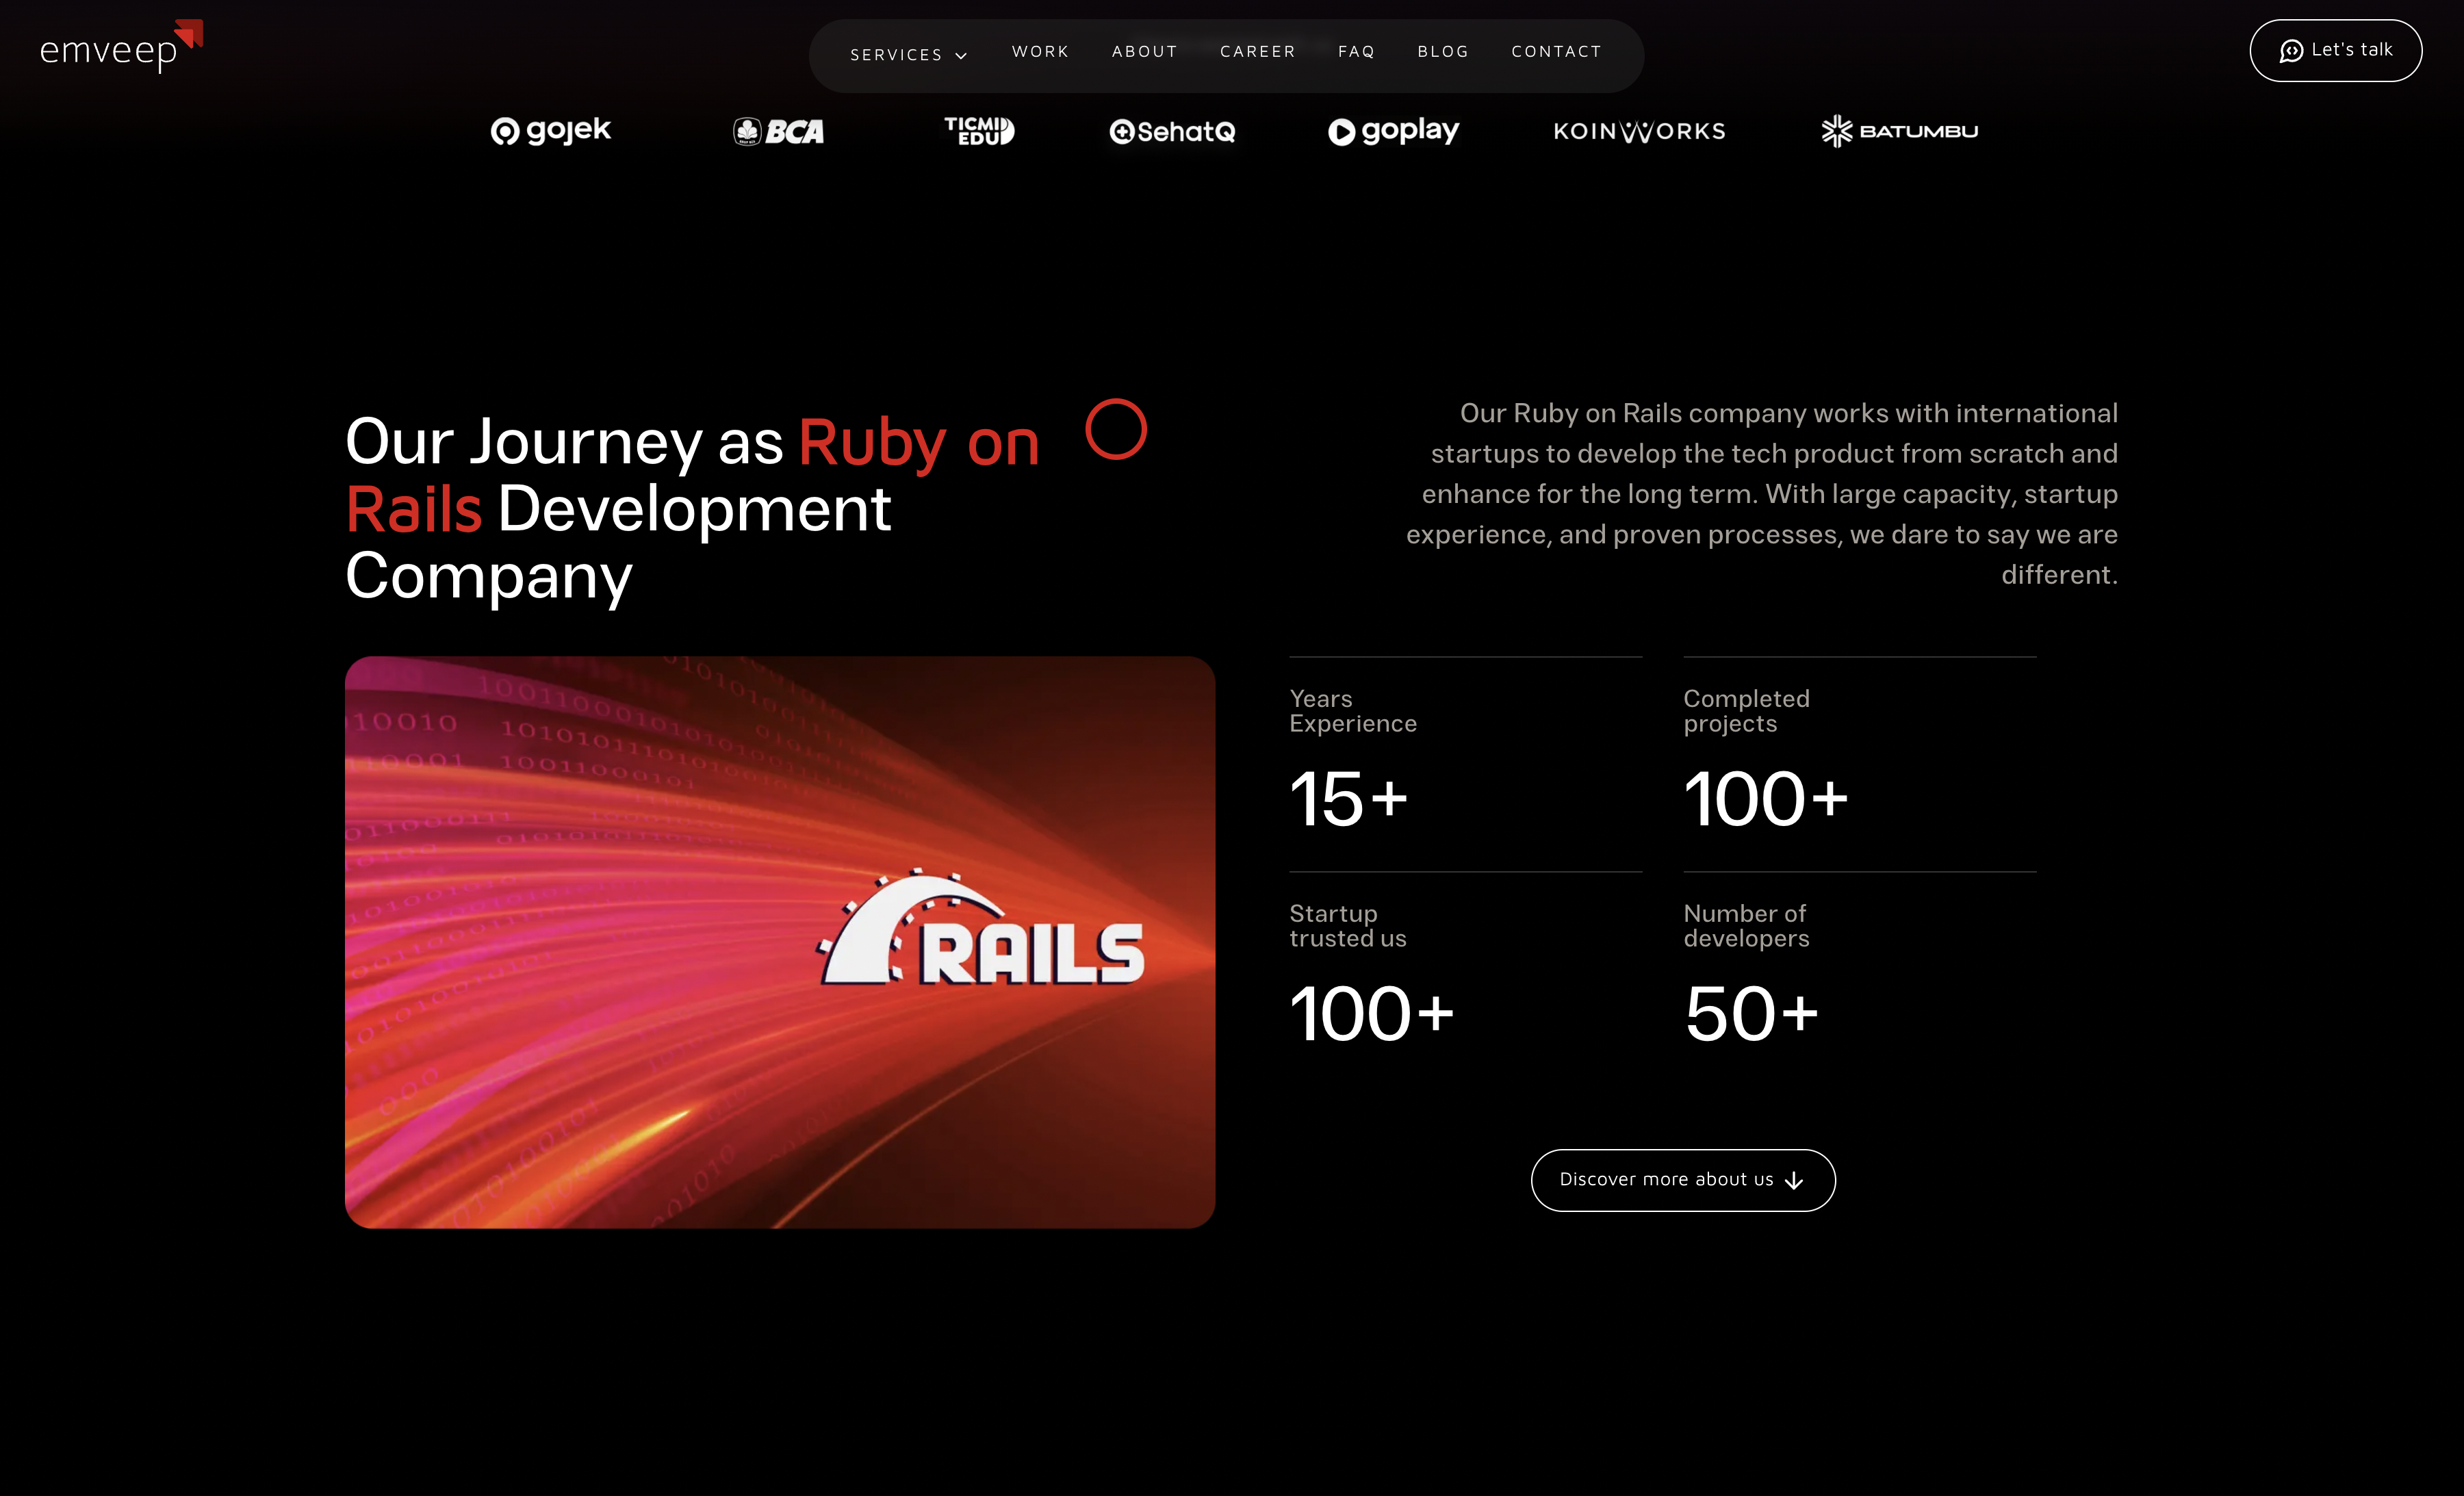 emveep
SERVICES
WORK
ABOUT
CAREER
FAQ
BLOG
CONTACT
Let's talk
gojek
BCA
TICMI
EDU
SehatQ
goplay
KOINWORKS
BATUMBU
Our Journey as Ruby on
Rails Development
Company
Our Ruby on Rails company works with international
startups to develop the tech product from scratch and
enhance for the long term. With large capacity, startup
experience, and proven processes, we dare to say we are
different.
RAILS
Years
Experience
15+
Completed
projects
100+
Startup
trusted us
100+
Number of
developers
50+
Discover more about us